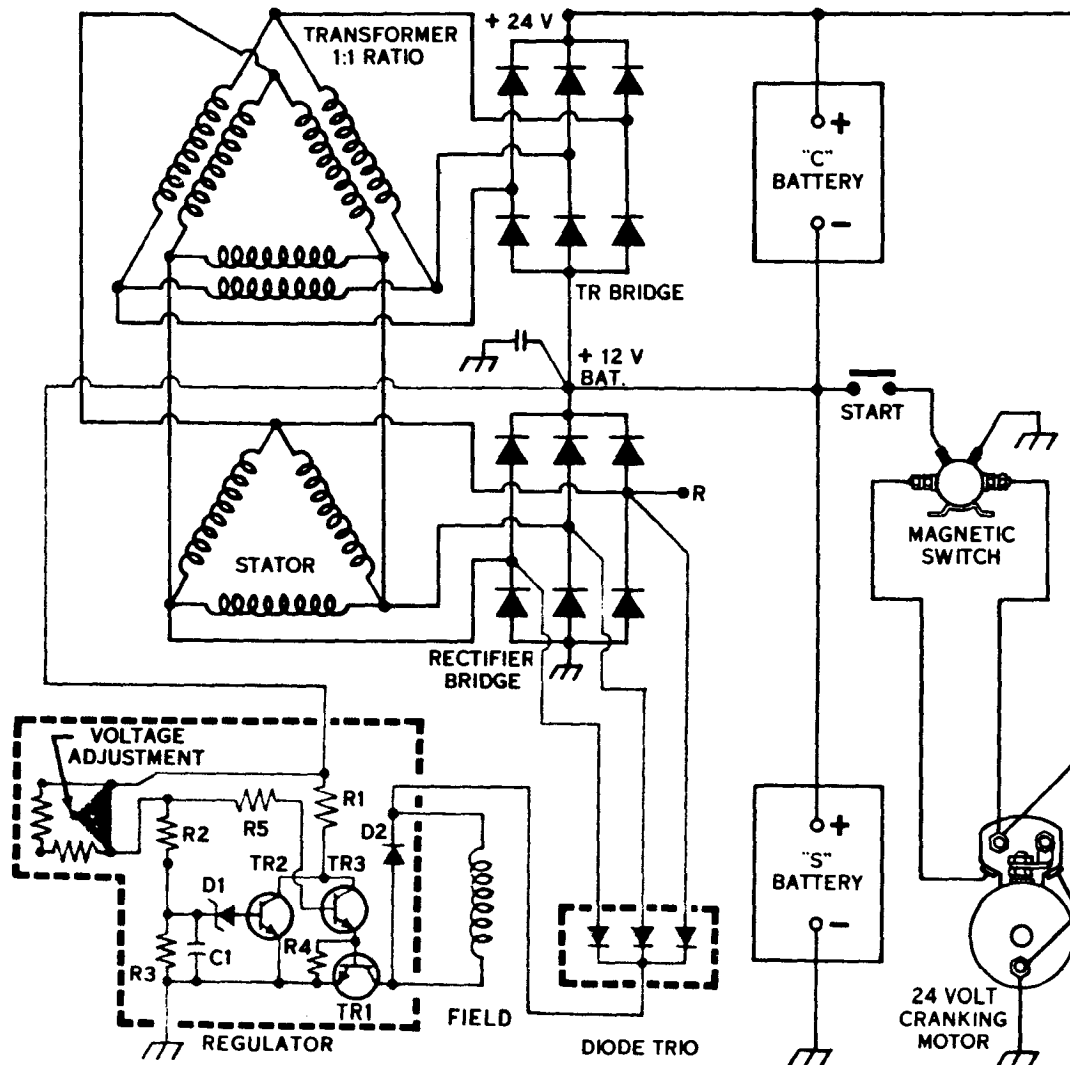 TRANSFORMER
1:1 RATIO
+ 24 V
+
"C"
BATTERY
−
TR BRIDGE
+ 12 V
BAT.
START
R
MAGNETIC
SWITCH
STATOR
RECTIFIER
BRIDGE
VOLTAGE
ADJUSTMENT
R1
R2
R5
D2
TR2
TR3
D1
R4
R3
C1
TR1
REGULATOR
FIELD
DIODE TRIO
+
"S"
BATTERY
−
24 VOLT
CRANKING
MOTOR